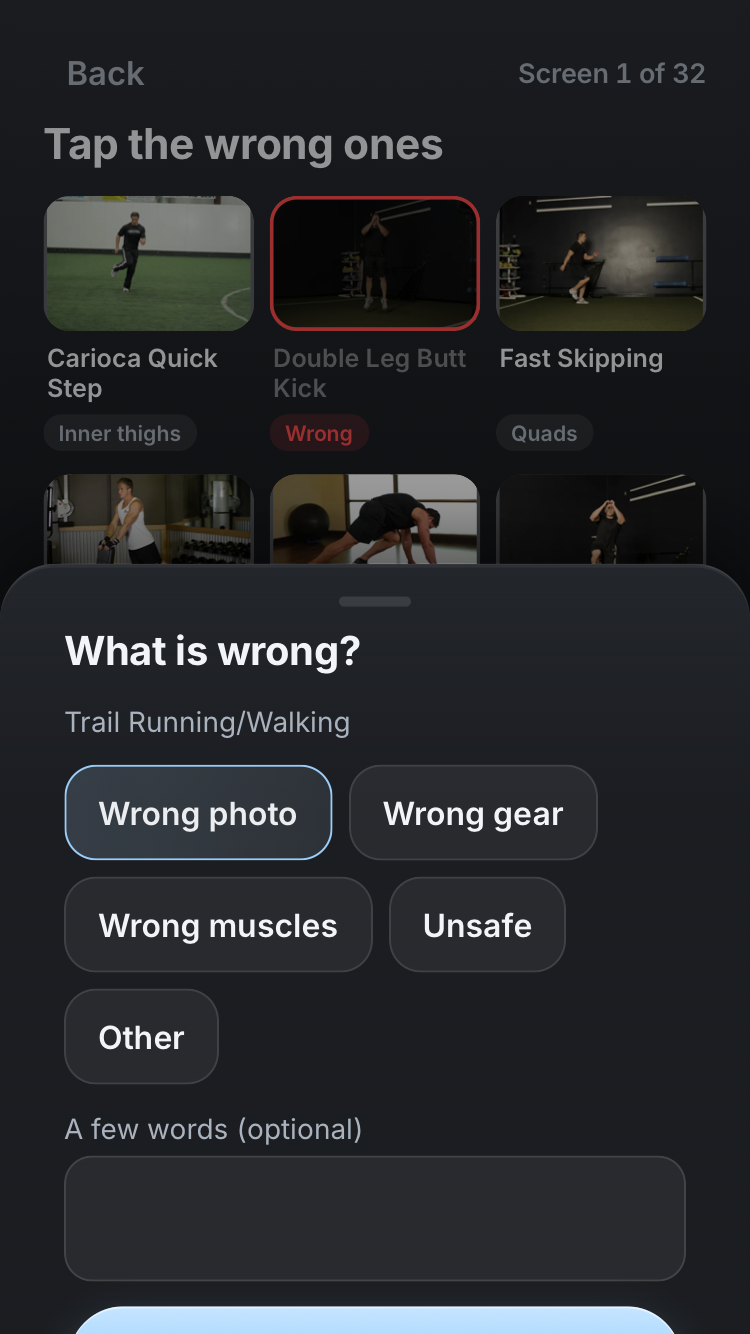 Back
Screen 1 of 32
Tap the wrong ones
Carioca Quick
Step
Double Leg Butt
Kick
Fast Skipping
Inner thighs
Wrong
Quads
What is wrong?
Trail Running/Walking
Wrong photo
Wrong gear
Wrong muscles
Unsafe
Other
A few words (optional)